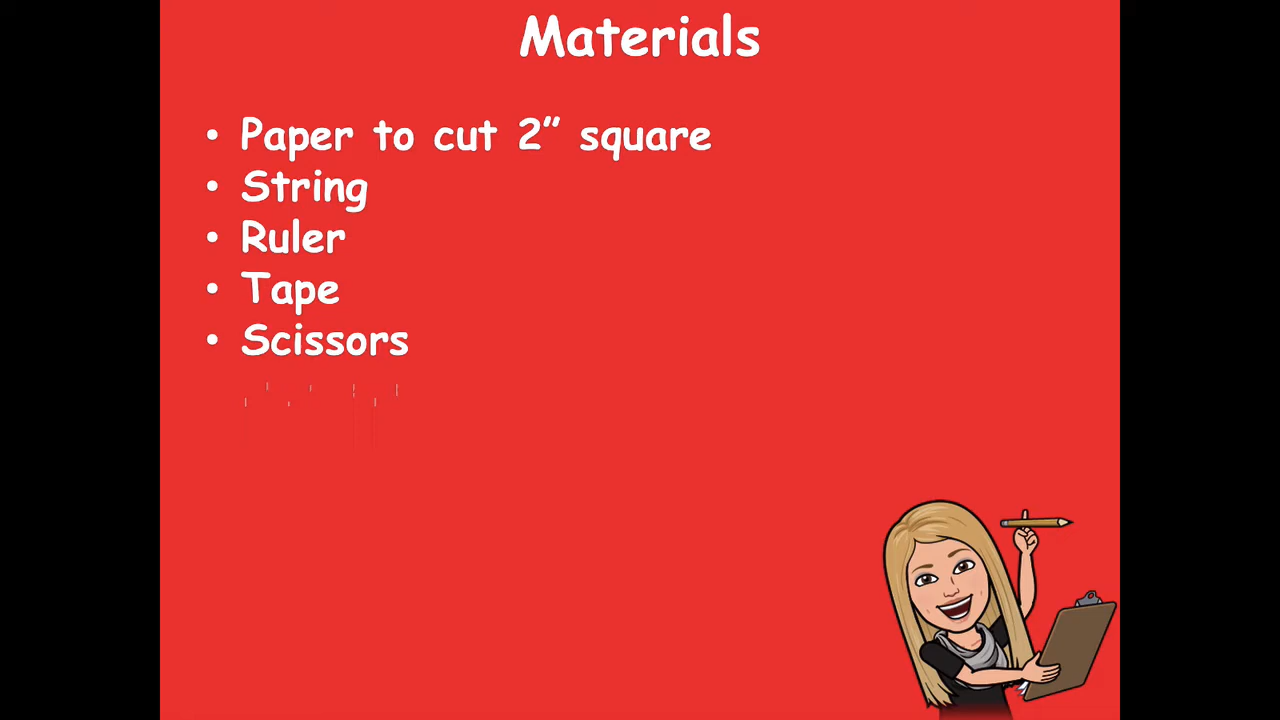 Materials
• Paper to cut 2” square
• String
• Ruler
• Tape
• Scissors